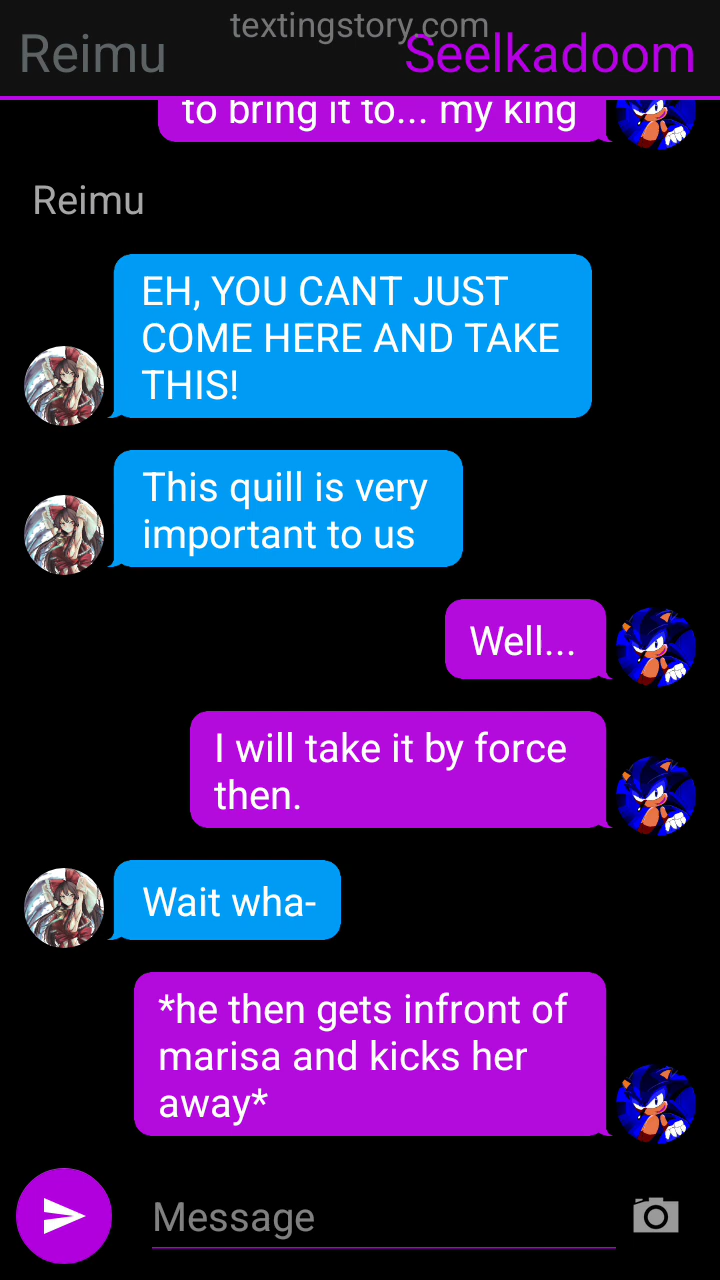 textingstory.com
Reimu
Seelkadoom
to bring it to... my king
Reimu
EH, YOU CANT JUST
COME HERE AND TAKE
THIS!
This quill is very
important to us
Well...
I will take it by force
then.
Wait wha-
*he then gets infront of
marisa and kicks her
away*
Message